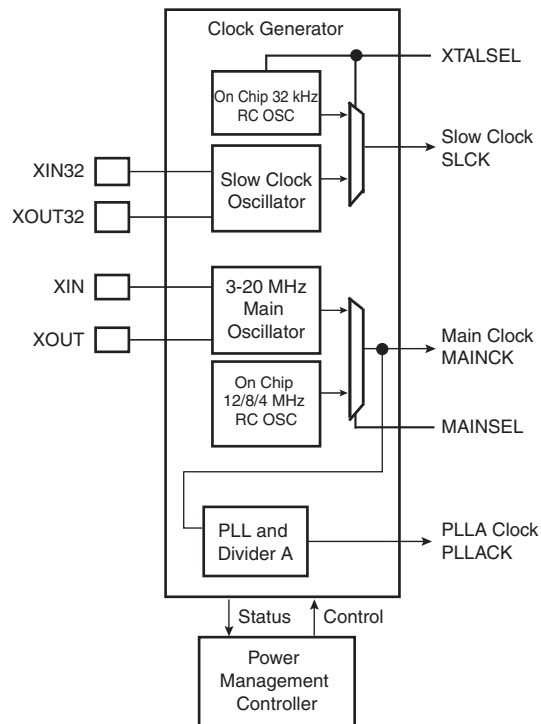 Clock Generator
XTALSEL
On Chip 32 kHz
RC OSC
Slow Clock
SLCK
XIN32
Slow Clock
Oscillator
XOUT32
XIN
3-20 MHz
Main
Oscillator
XOUT
Main Clock
MAINCK
On Chip
12/8/4 MHz
RC OSC
MAINSEL
PLL and
Divider A
PLLA Clock
PLLACK
Status
Control
Power
Management
Controller